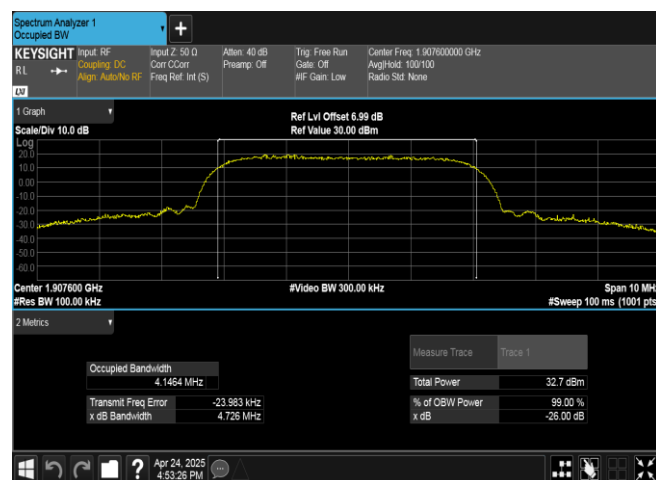 Spectrum Analyzer 1
Occupied BW
+
KEYSIGHT Input: RF Input Z: 50 Ω Atten: 40 dB Trig: Free Run Center Freq: 1.907600000 GHz
RL Coupling: DC Corr CCorr Preamp: Off Gate: Off Avg|Hold: 100/100
Align: Auto/No RF Freq Ref: Int (S) #IF Gain: Low Radio Std: None
LXI
1 Graph
Ref Lvl Offset 6.99 dB
Scale/Div 10.0 dB Ref Value 30.00 dBm
Log
20.0
10.0
0.00
-10.0
-20.0
-30.0
-40.0
-50.0
-60.0
Center 1.907600 GHz #Video BW 300.00 kHz Span 10 MHz
#Res BW 100.00 kHz #Sweep 100 ms (1001 pts
2 Metrics
Measure Trace Trace 1
Occupied Bandwidth
4.1464 MHz Total Power 32.7 dBm
Transmit Freq Error -23.983 kHz % of OBW Power 99.00 %
x dB Bandwidth 4.726 MHz x dB -26.00 dB
? Apr 24, 2025
4:53:26 PM